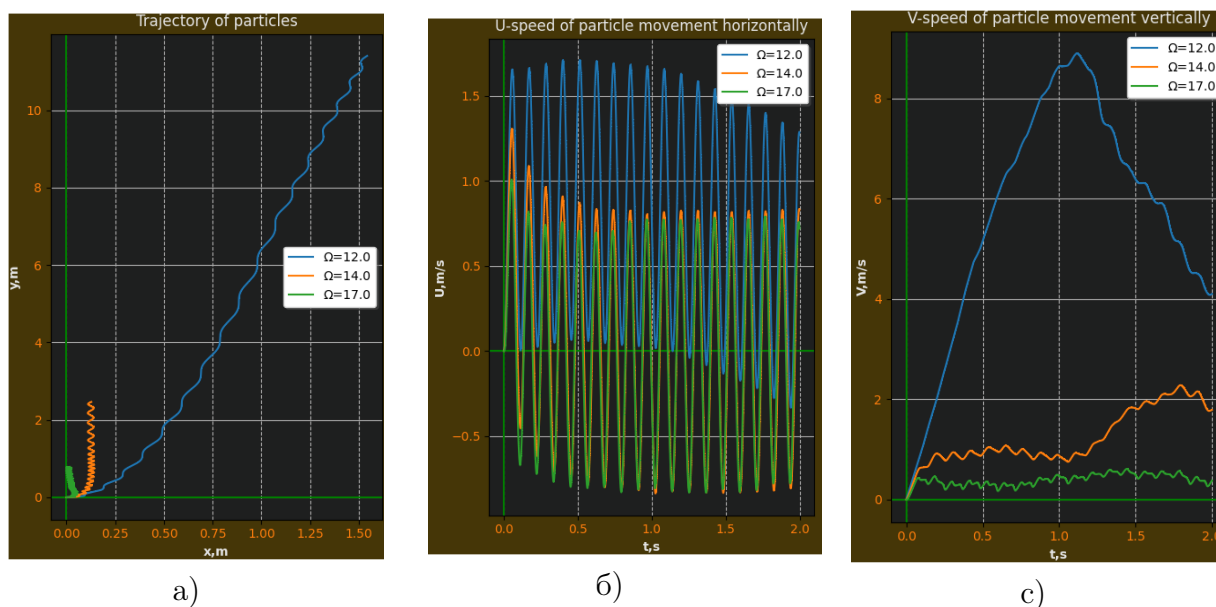 Trajectory of particles
y,m
10
8
6
4
2
0
0.00 0.25 0.50 0.75 1.00 1.25 1.50
x,m
Ω=12.0
Ω=14.0
Ω=17.0
а)
U-speed of particle movement horizontally
U,m/s
1.5
1.0
0.5
0.0
−0.5
0.0 0.5 1.0 1.5 2.0
t,s
Ω=12.0
Ω=14.0
Ω=17.0
б)
V-speed of particle movement vertically
V,m/s
8
6
4
2
0
0.0 0.5 1.0 1.5 2.0
t,s
Ω=12.0
Ω=14.0
Ω=17.0
с)